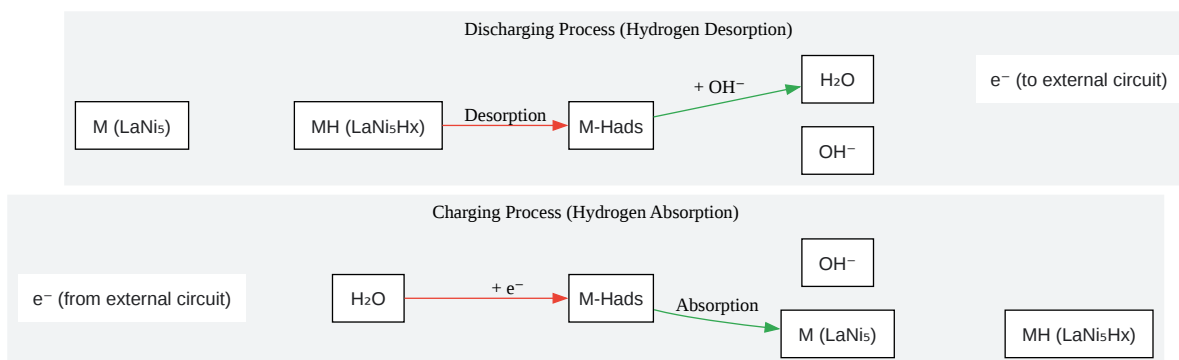 Discharging Process (Hydrogen Desorption)
M (LaNi₅)
MH (LaNi₅Hx)
Desorption
M-Hads
+ OH⁻
H₂O
OH⁻
e⁻ (to external circuit)
Charging Process (Hydrogen Absorption)
e⁻ (from external circuit)
H₂O
+ e⁻
M-Hads
Absorption
OH⁻
M (LaNi₅)
MH (LaNi₅Hx)